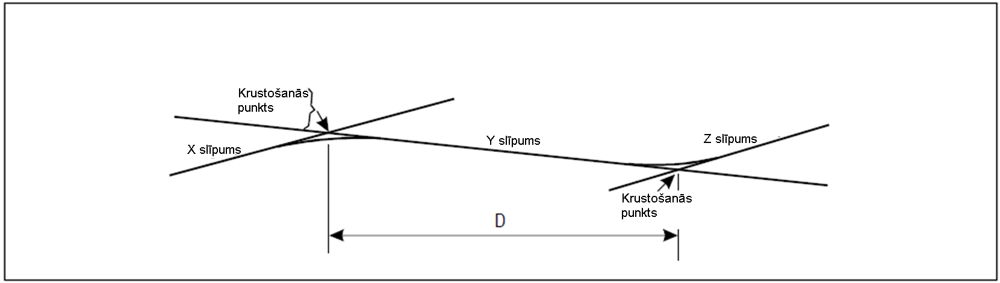 Krustošanās
punkts
X slīpums
Y slīpums
Z slīpums
Krustošanās
punkts
D